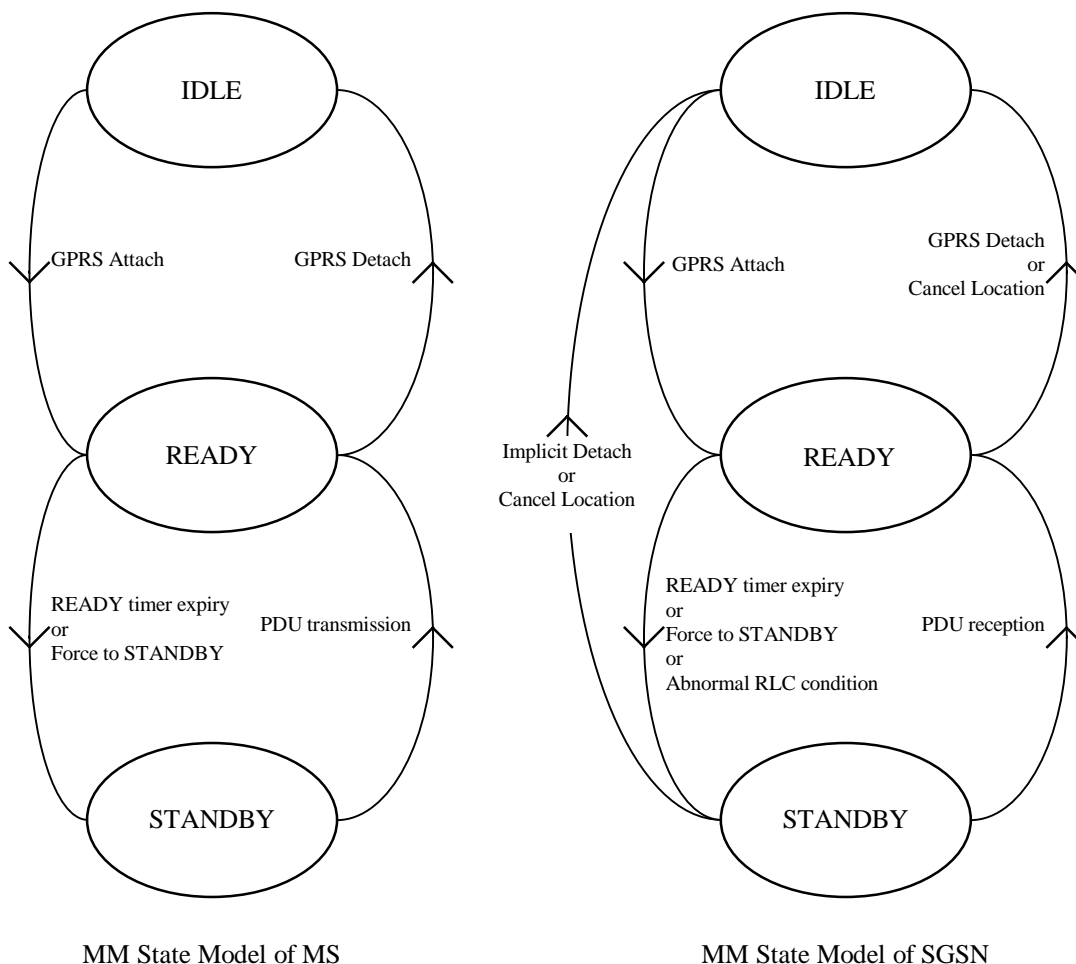 IDLE
GPRS Attach
GPRS Detach
READY
READY timer expiry
or
Force to STANDBY
PDU transmission
STANDBY
MM State Model of MS
IDLE
GPRS Attach
GPRS Detach
or
Cancel Location
Implicit Detach
or
Cancel Location
READY
READY timer expiry
or
Force to STANDBY
or
Abnormal RLC condition
PDU reception
STANDBY
MM State Model of SGSN